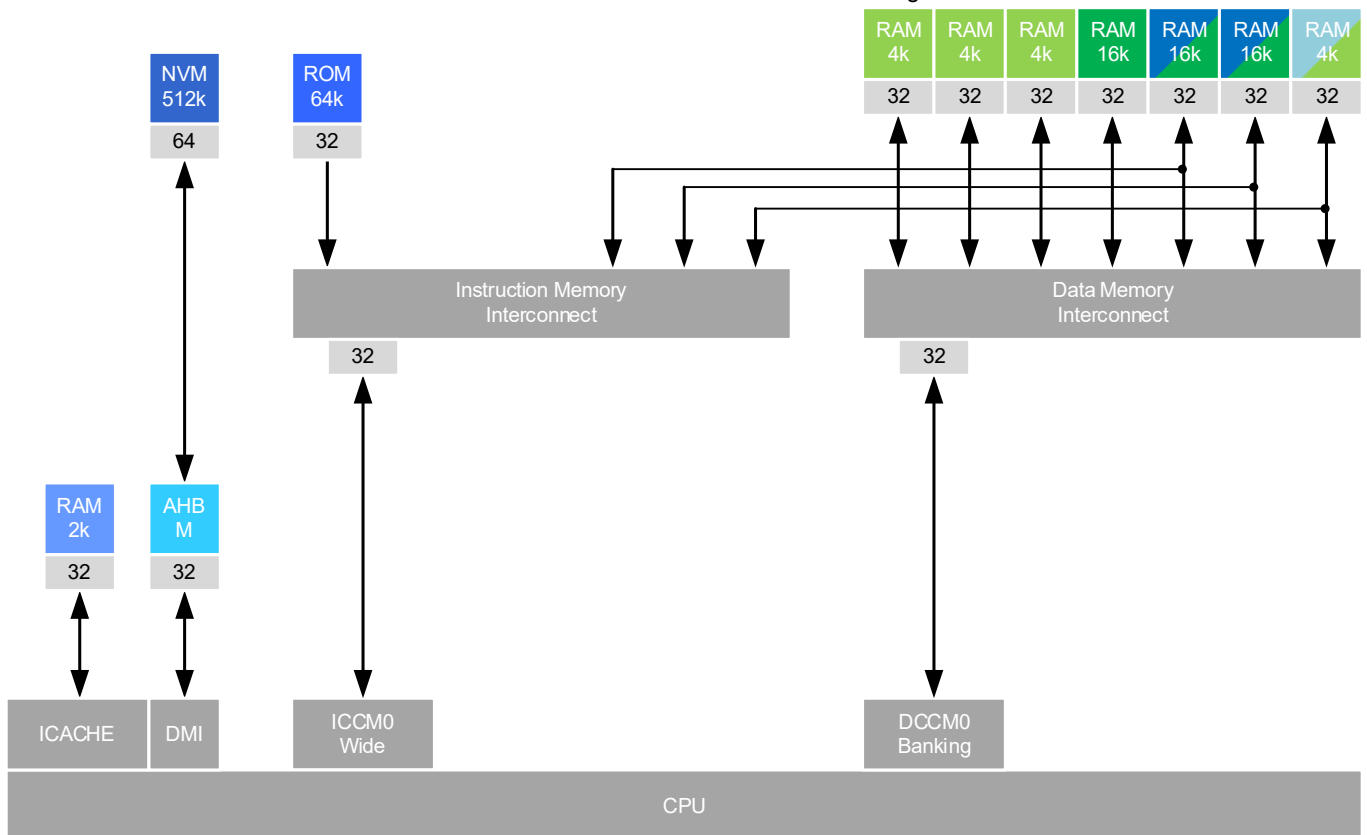 RAM
4k
RAM
4k
RAM
4k
RAM
16k
RAM
16k
RAM
16k
RAM
4k
NVM
512k
ROM
64k
32
32
32
32
32
32
32
64
32
Instruction Memory
Interconnect
Data Memory
Interconnect
32
32
RAM
2k
AHB
M
32
32
ICACHE
DMI
ICCM0
Wide
DCCM0
Banking
CPU